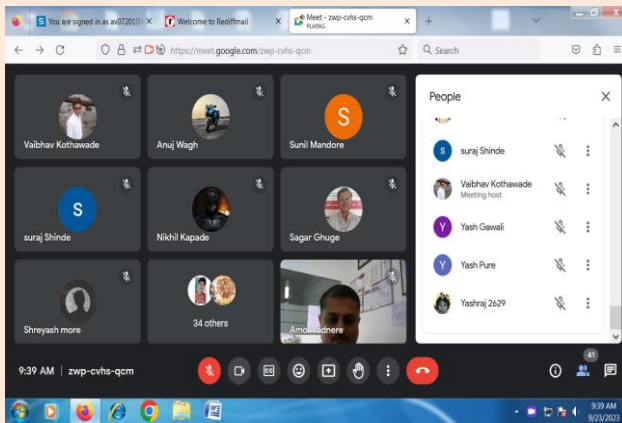 You are signed in as av0720100
Welcome to Rediffmail
Meet - zwp-cvhs-qcm
PLAYING
https://meet.google.com/zwp-cvhs-qcm
Search
Vaibhav Kothawade
Anuj Wagh
S
Sunil Mandore
S
suraj Shinde
Nikhil Kapade
Sagar Ghuge
Shreyash more
34 others
Amol Vadnere
People
S suraj Shinde
Vaibhav Kothawade
Meeting host
Y Yash Gawali
Y Yash Pure
Yashraj 2629
9:39 AM | zwp-cvhs-qcm
CC
41
9:39 AM
9/23/2023